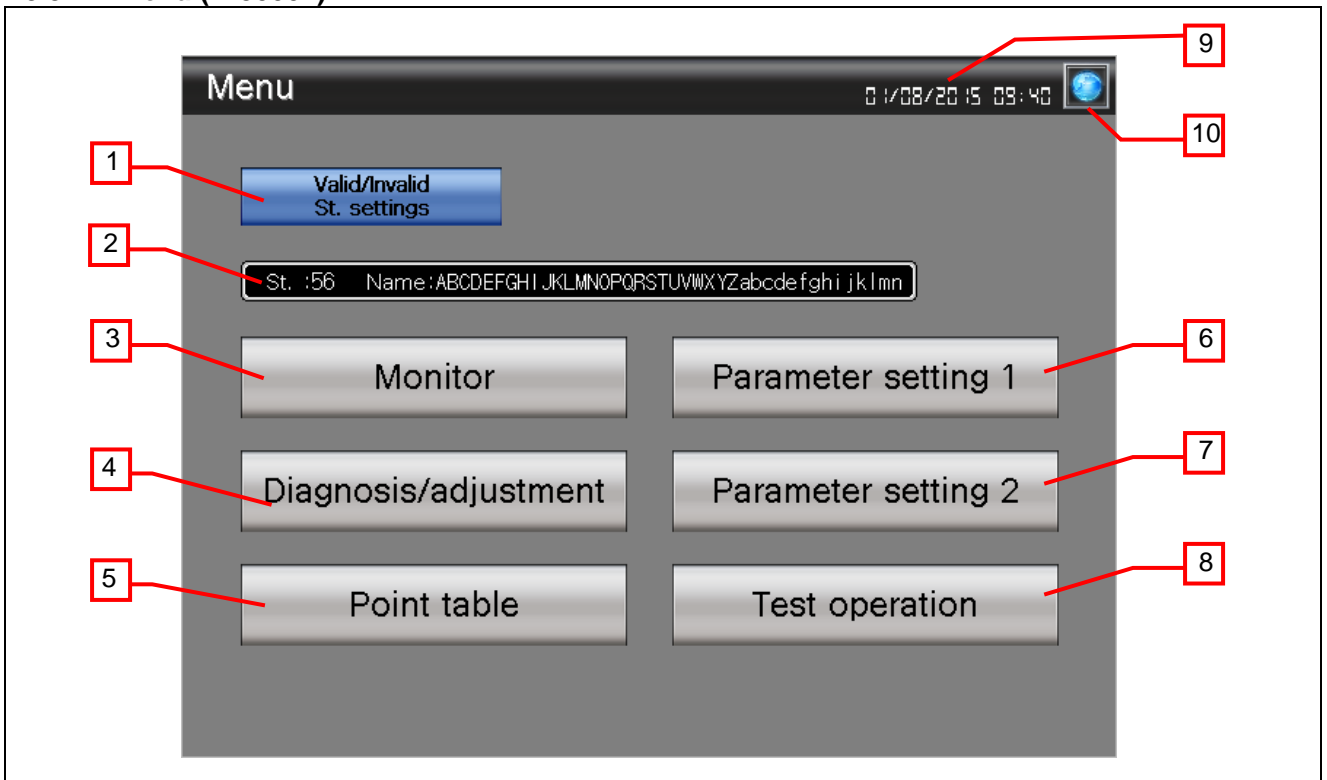 9
Menu
01/08/2015 09:40
10
1
Valid/Invalid
St. settings
2
St. :56 Name:ABCDEFGHIJKLMNOPQRSTUVWXYZabcdefghijklmn
3
Monitor
6
Parameter setting 1
4
Diagnosis/adjustment
7
Parameter setting 2
5
Point table
8
Test operation